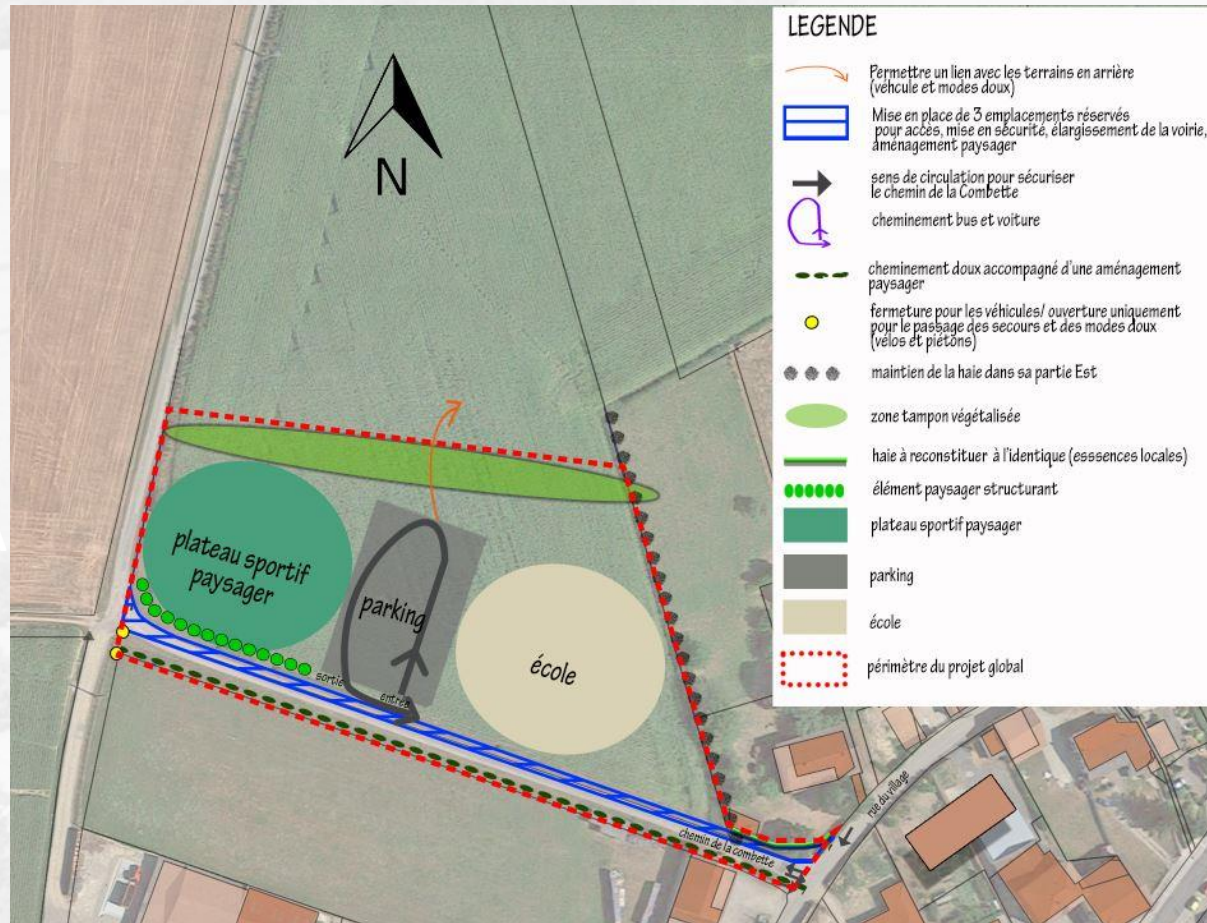 LEGENDE
Permettre un lien avec les terrains en arrière
(véhcule et modes doux)
Mise en place de 3 emplacements réservés
pour accès, mise en sécurité, élargissement de la voirie,
aménagement paysager
sens de circulation pour sécuriser
le chemin de la Combette
cheminement bus et voiture
cheminement doux accompagné d'une aménagement
paysager
fermeture pour les véhicules/ ouverture uniquement
pour le passage des secours et des modes doux
(vélos et piétons)
maintien de la haie dans sa partie Est
zone tampon végétalisée
haie à reconstituer à l'identique (esssences locales)
élément paysager structurant
plateau sportif paysager
parking
école
périmètre du projet global
N
plateau sportif
paysager
parking
école
sortie
entrée
rue du village
chemin de la combette